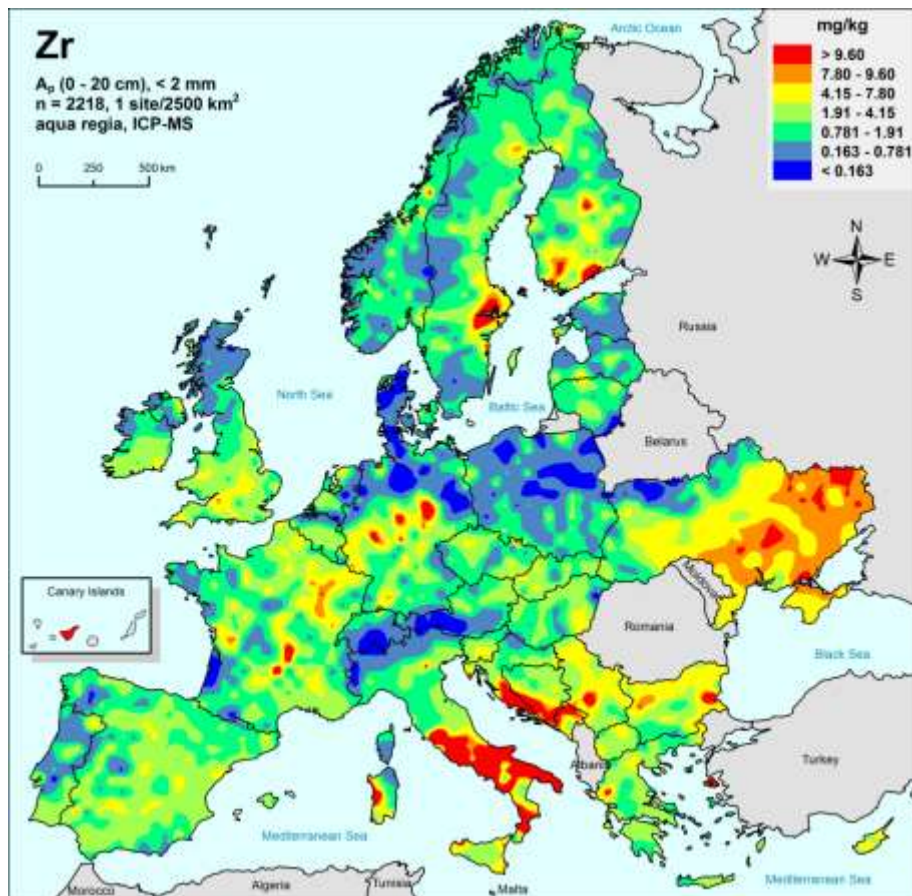 Zr
Aₚ (0 - 20 cm), < 2 mm
n = 2218, 1 site/2500 km²
aqua regia, ICP-MS
0 250 500 km
mg/kg
> 9.60
7.80 - 9.60
4.15 - 7.80
1.91 - 4.15
0.781 - 1.91
0.163 - 0.781
< 0.163
Arctic Ocean
N
W E
S
Russia
North Sea
Baltic Sea
Belarus
Canary Islands
Moldova
Romania
Black Sea
Albania
Turkey
Mediterranean Sea
Mediterranean Sea
Morocco
Algeria
Tunisia
Malta